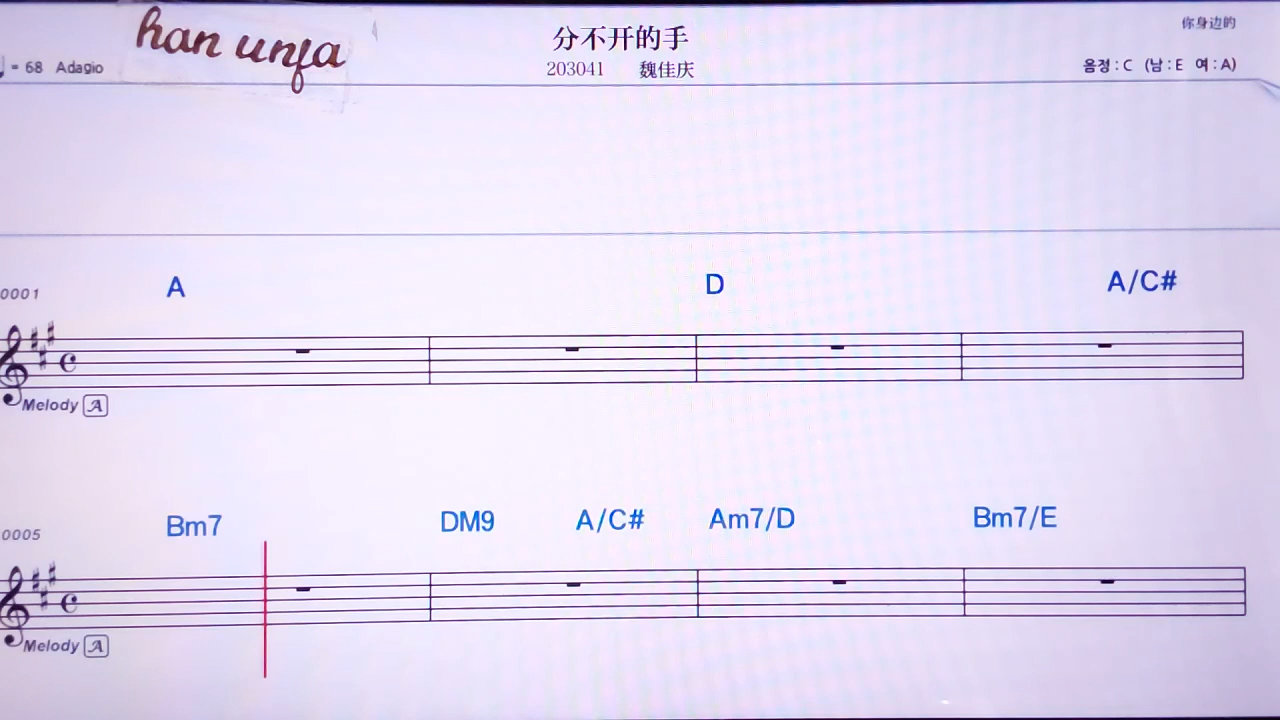 han unfa
分不开的手
你身边的
= 68 Adagio
203041 魏佳庆
음정 : C (남 : E 여 : A)
A D A/C#
0001
Melody A
Bm7 DM9 A/C# Am7/D Bm7/E
0005
Melody A